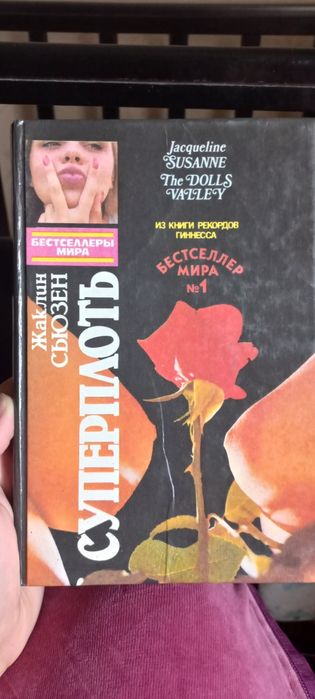 Jacqueline
SUSANNE
The DOLLS
VALLEY
ИЗ КНИГИ РЕКОРДОВ
ГИННЕССА
БЕСТСЕЛЛЕР
МИРА
№1
БЕСТСЕЛЛЕРЫ
МИРА
Жаклин
СЬЮЗЕН
СУПЕРПЛОТЬ